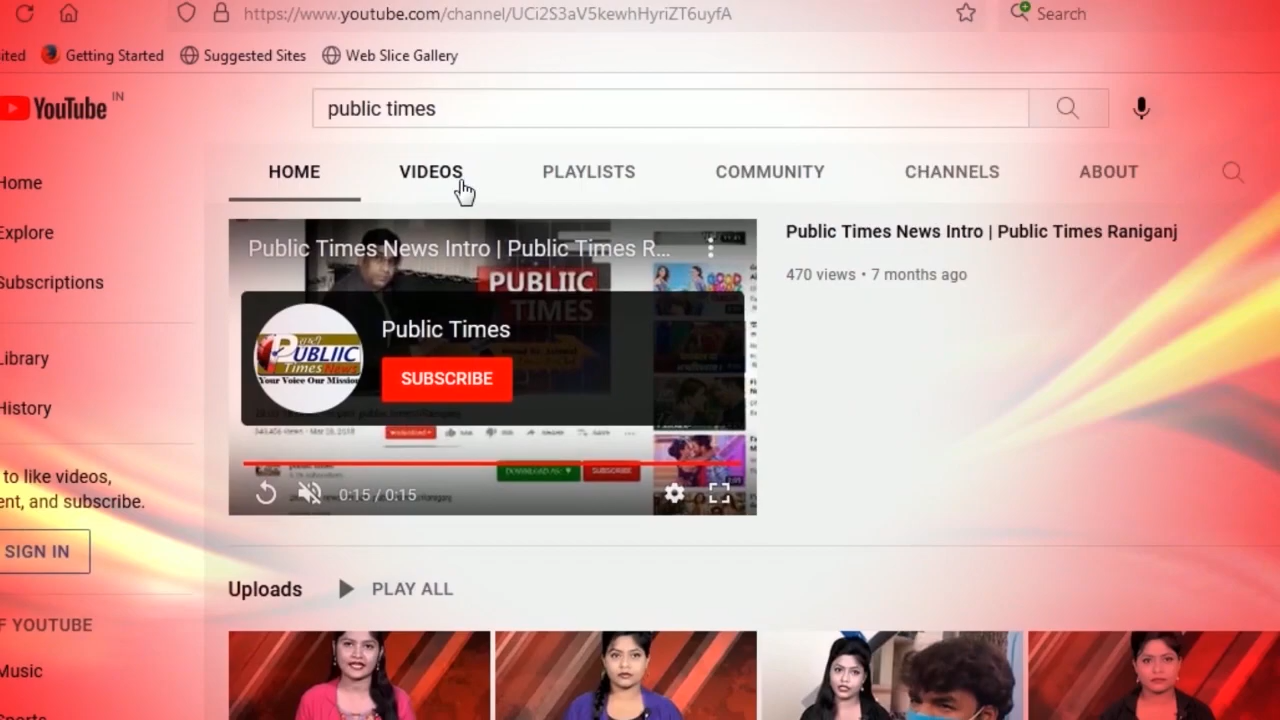 https://www.youtube.com/channel/UCi2S3aV5kewhHyriZT6uyfA
Search
ited
Getting Started
Suggested Sites
Web Slice Gallery
YouTube IN
public times
HOME
VIDEOS
PLAYLISTS
COMMUNITY
CHANNELS
ABOUT
Home
Explore
Subscriptions
Library
History
to like videos,
ent, and subscribe.
SIGN IN
F YOUTUBE
Music
Sports
Public Times News Intro | Public Times R...
PUBLIIC
TIMES
Public Times
SUBSCRIBE
PUBLIIC
Times News
Your Voice Our Mission
SUBSCRIBE
0:15 / 0:15
Public Times News Intro | Public Times Raniganj
470 views • 7 months ago
Uploads
PLAY ALL